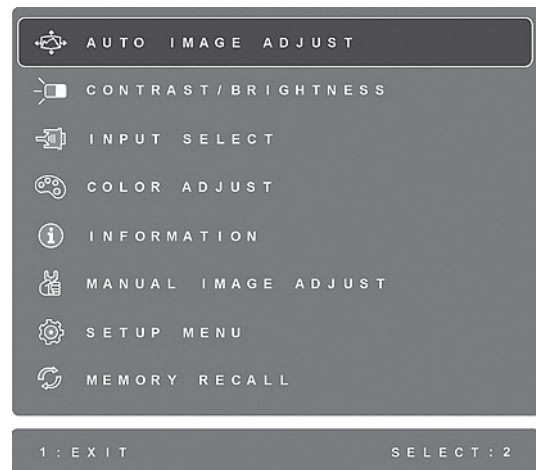 AUTO IMAGE ADJUST
CONTRAST/BRIGHTNESS
INPUT SELECT
COLOR ADJUST
INFORMATION
MANUAL IMAGE ADJUST
SETUP MENU
MEMORY RECALL
1:EXIT SELECT:2